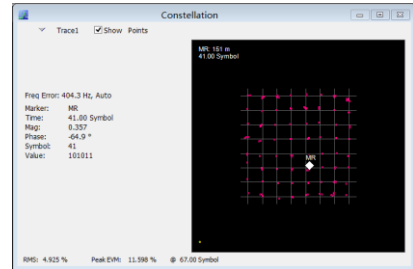 Constellation
Trace1 Show Points
MR: 151 m
41.00 Symbol
Freq Error: 404.3 Hz, Auto
Marker: MR
Time: 41.00 Symbol
Mag: 0.357
Phase: -64.9 °
Symbol: 41
Value: 101011
MR
RMS: 4.925 % Peak EVM: 11.598 % @ 67.00 Symbol